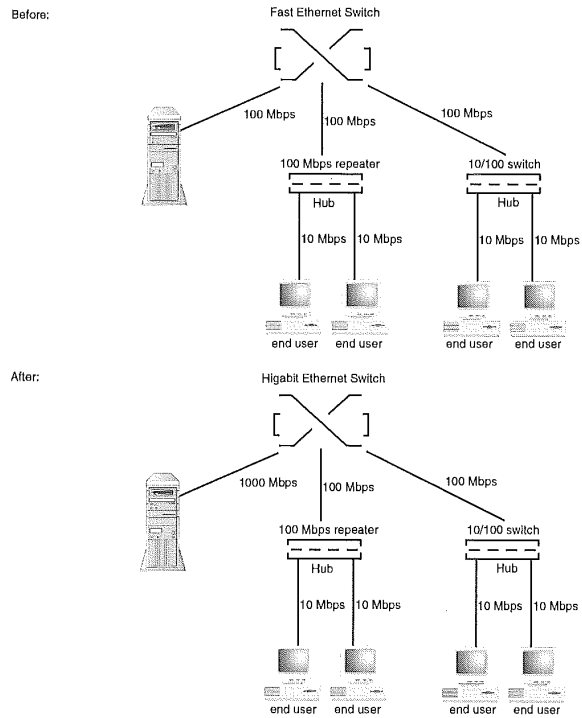 Before:
Fast Ethernet Switch
100 Mbps
100 Mbps
100 Mbps
100 Mbps repeater
10/100 switch
Hub
Hub
10 Mbps
10 Mbps
10 Mbps
10 Mbps
end user
end user
end user
end user
After:
Higabit Ethernet Switch
1000 Mbps
100 Mbps
100 Mbps
100 Mbps repeater
10/100 switch
Hub
Hub
10 Mbps
10 Mbps
10 Mbps
10 Mbps
end user
end user
end user
end user